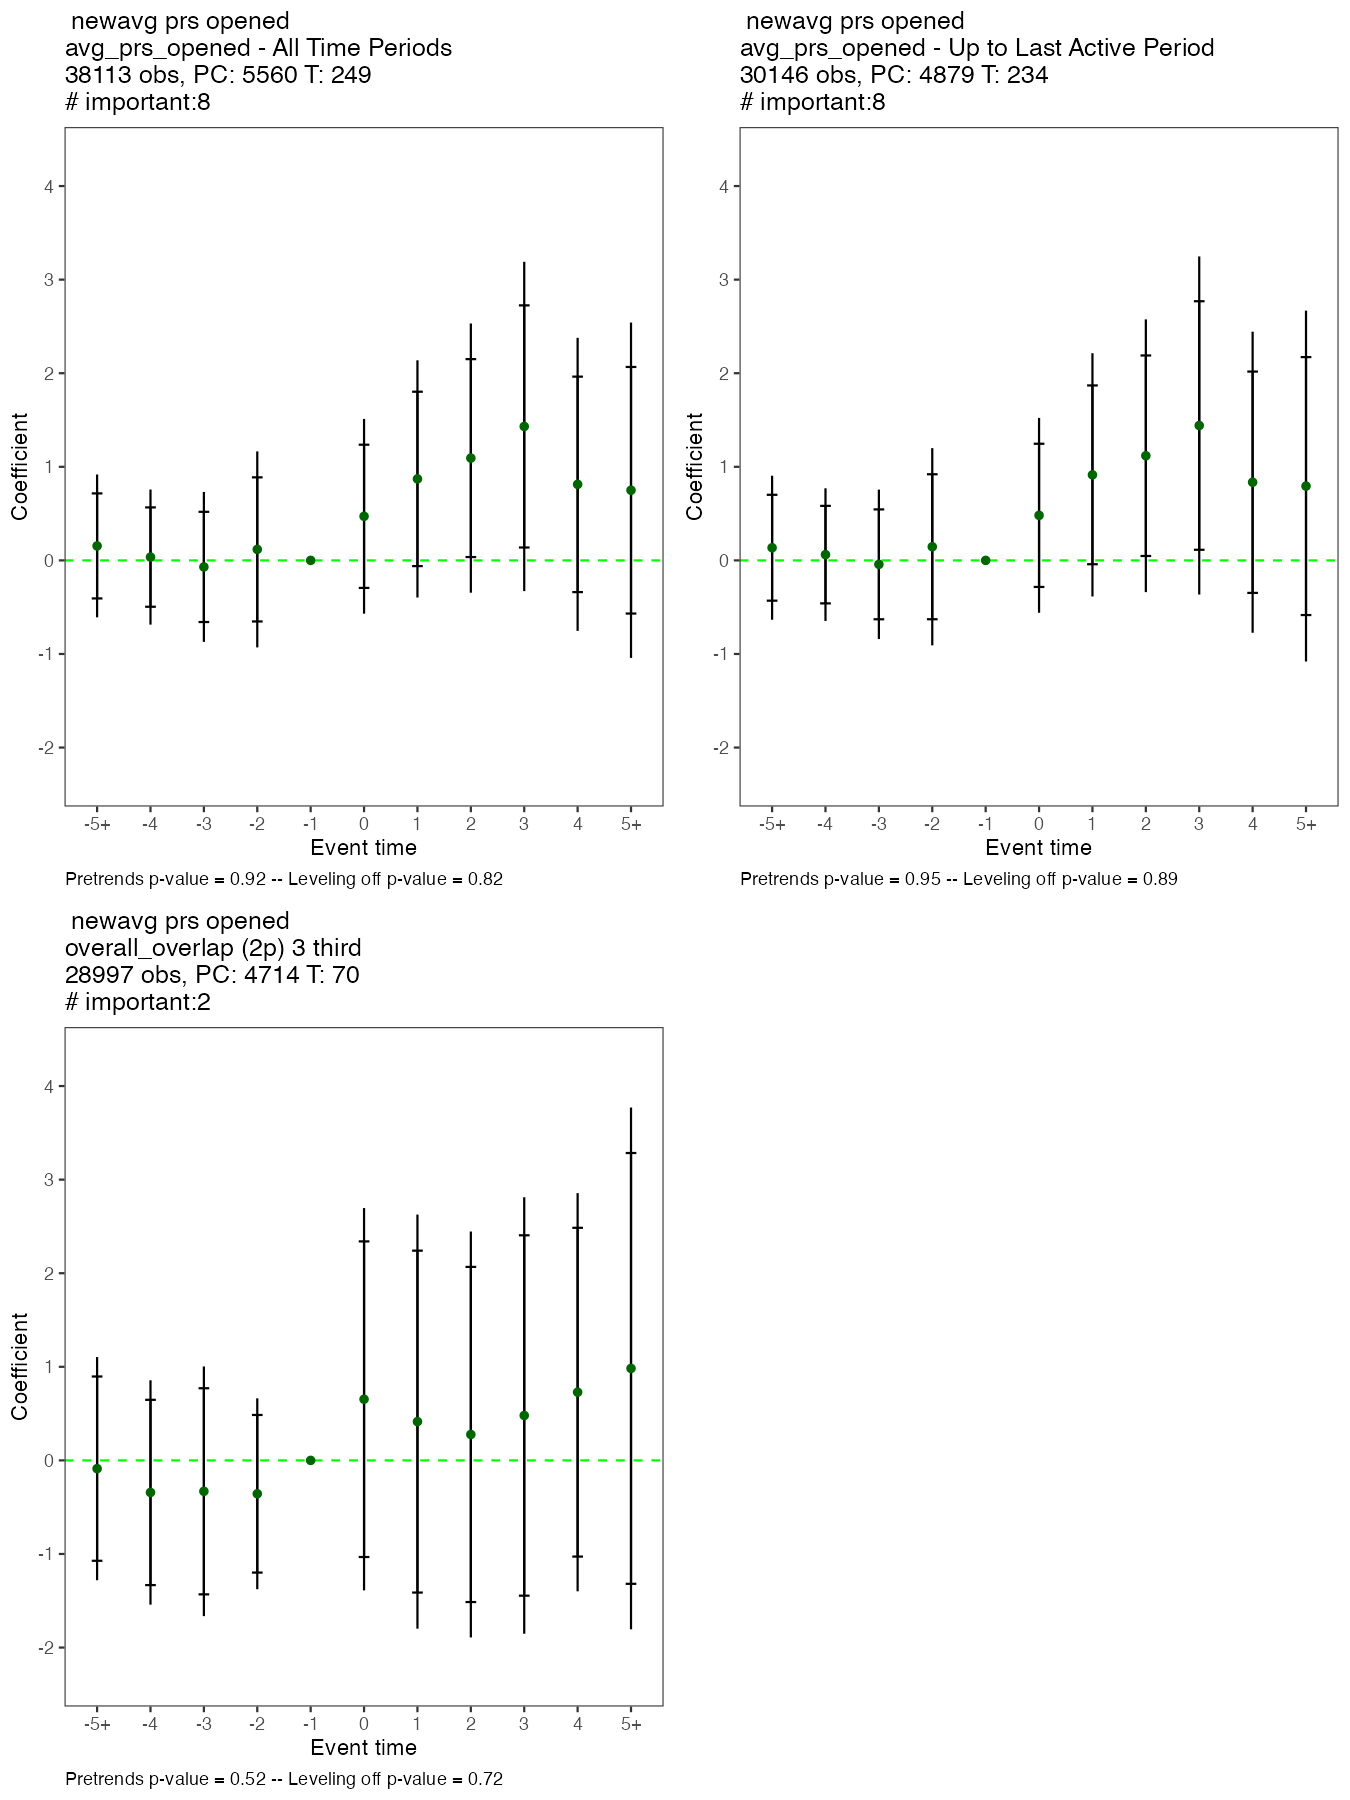 newavg prs opened
avg_prs_opened - All Time Periods
38113 obs, PC: 5560 T: 249
# important:8
Coefficient
4
3
2
1
0
-1
-2
-5+ -4 -3 -2 -1 0 1 2 3 4 5+
Event time
Pretrends p-value = 0.92 -- Leveling off p-value = 0.82
newavg prs opened
avg_prs_opened - Up to Last Active Period
30146 obs, PC: 4879 T: 234
# important:8
Coefficient
4
3
2
1
0
-1
-2
-5+ -4 -3 -2 -1 0 1 2 3 4 5+
Event time
Pretrends p-value = 0.95 -- Leveling off p-value = 0.89
newavg prs opened
overall_overlap (2p) 3 third
28997 obs, PC: 4714 T: 70
# important:2
Coefficient
4
3
2
1
0
-1
-2
-5+ -4 -3 -2 -1 0 1 2 3 4 5+
Event time
Pretrends p-value = 0.52 -- Leveling off p-value = 0.72